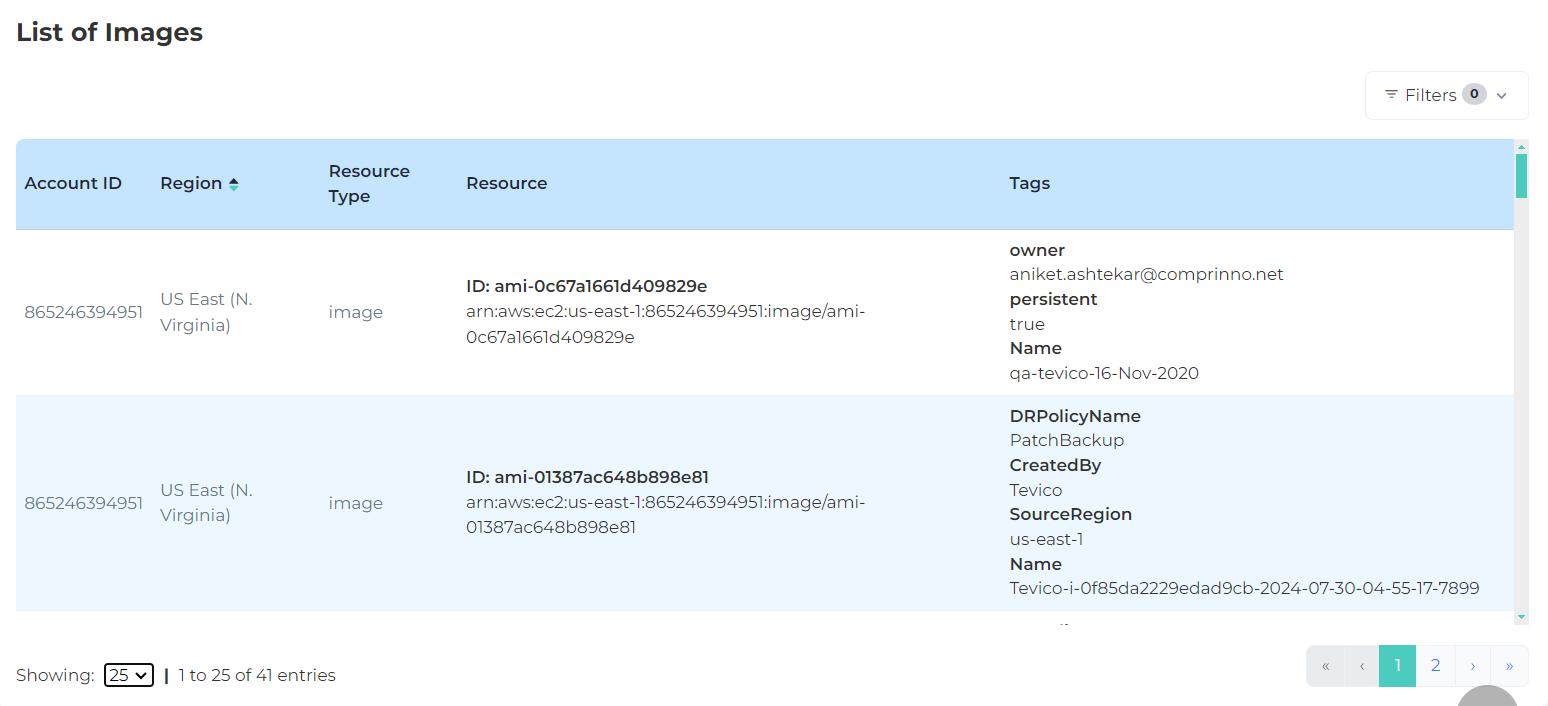 List of Images
Filters 0
Account ID
Region
Resource
Type
Resource
Tags
865246394951
US East (N.
Virginia)
image
ID: ami-0c67a1661d409829e
arn:aws:ec2:us-east-1:865246394951:image/ami-
0c67a1661d409829e
owner
aniket.ashtekar@comprinno.net
persistent
true
Name
qa-tevico-16-Nov-2020
865246394951
US East (N.
Virginia)
image
ID: ami-01387ac648b898e81
arn:aws:ec2:us-east-1:865246394951:image/ami-
01387ac648b898e81
DRPolicyName
PatchBackup
CreatedBy
Tevico
SourceRegion
us-east-1
Name
Tevico-i-0f85da2229edad9cb-2024-07-30-04-55-17-7899
Showing: 25 | 1 to 25 of 41 entries
« ‹ 1 2 › »